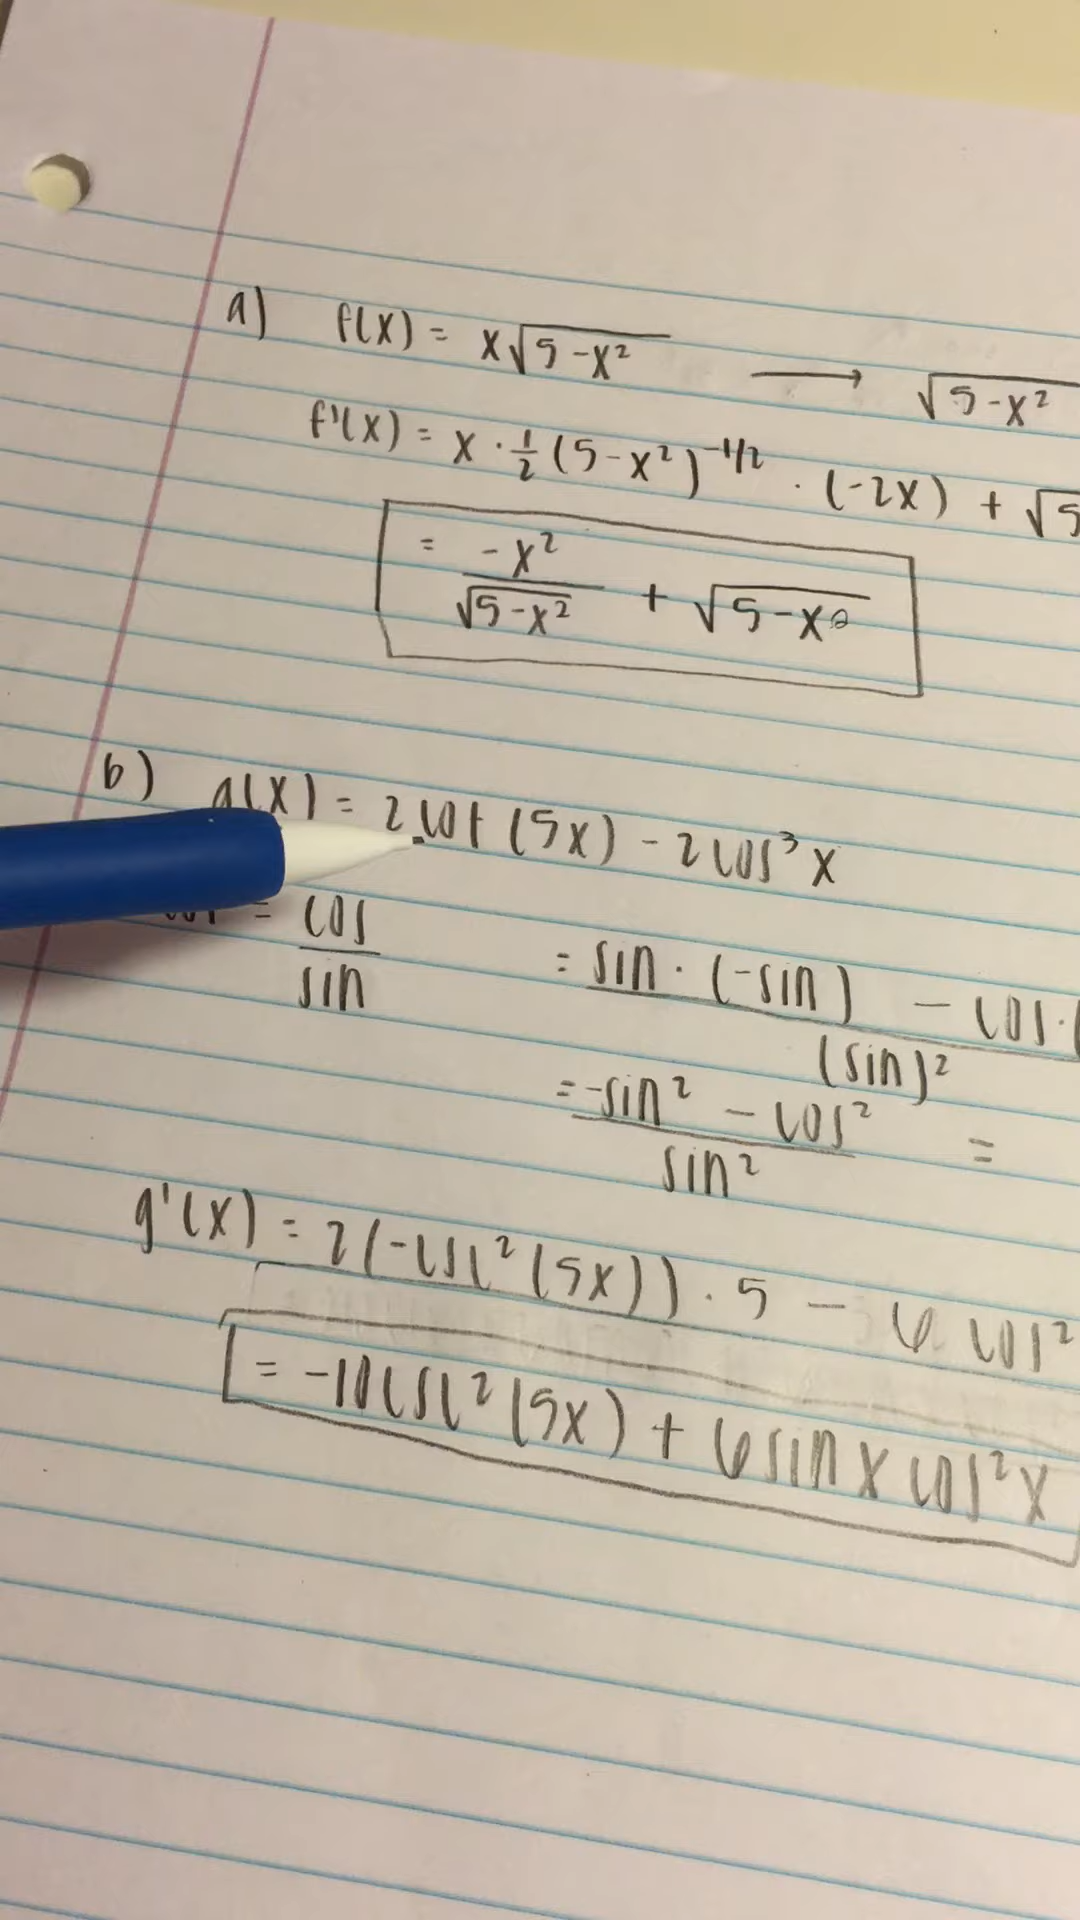 a) f(x) = x√(5-x²) → √(5-x²)
f'(x) = x · 1/2 (5-x²)^(-1/2) · (-2x) + √5
= -x²/√(5-x²) + √(5-x²)
b) g(x) = 2cot(5x) - 2cos³x
= cos/sin = sin · (-sin) - cos · ( / (sin)²
= -sin² - cos² / sin² =
g'(x) = 2(-csc²(5x)) · 5 - 6 cos²
= -10csc²(5x) + 6sinx cos²x